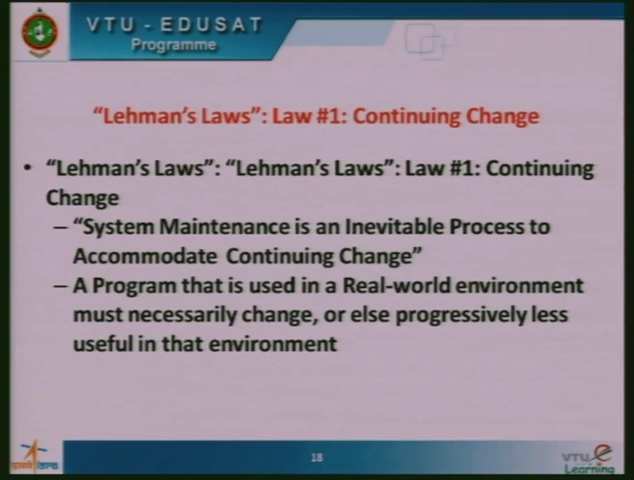 VTU - EDUSAT
Programme
“Lehman’s Laws”: Law #1: Continuing Change
• “Lehman’s Laws”: “Lehman’s Laws”: Law #1: Continuing
Change
– “System Maintenance is an Inevitable Process to
Accommodate Continuing Change”
– A Program that is used in a Real-world environment
must necessarily change, or else progressively less
useful in that environment
18
VTU e
Learning